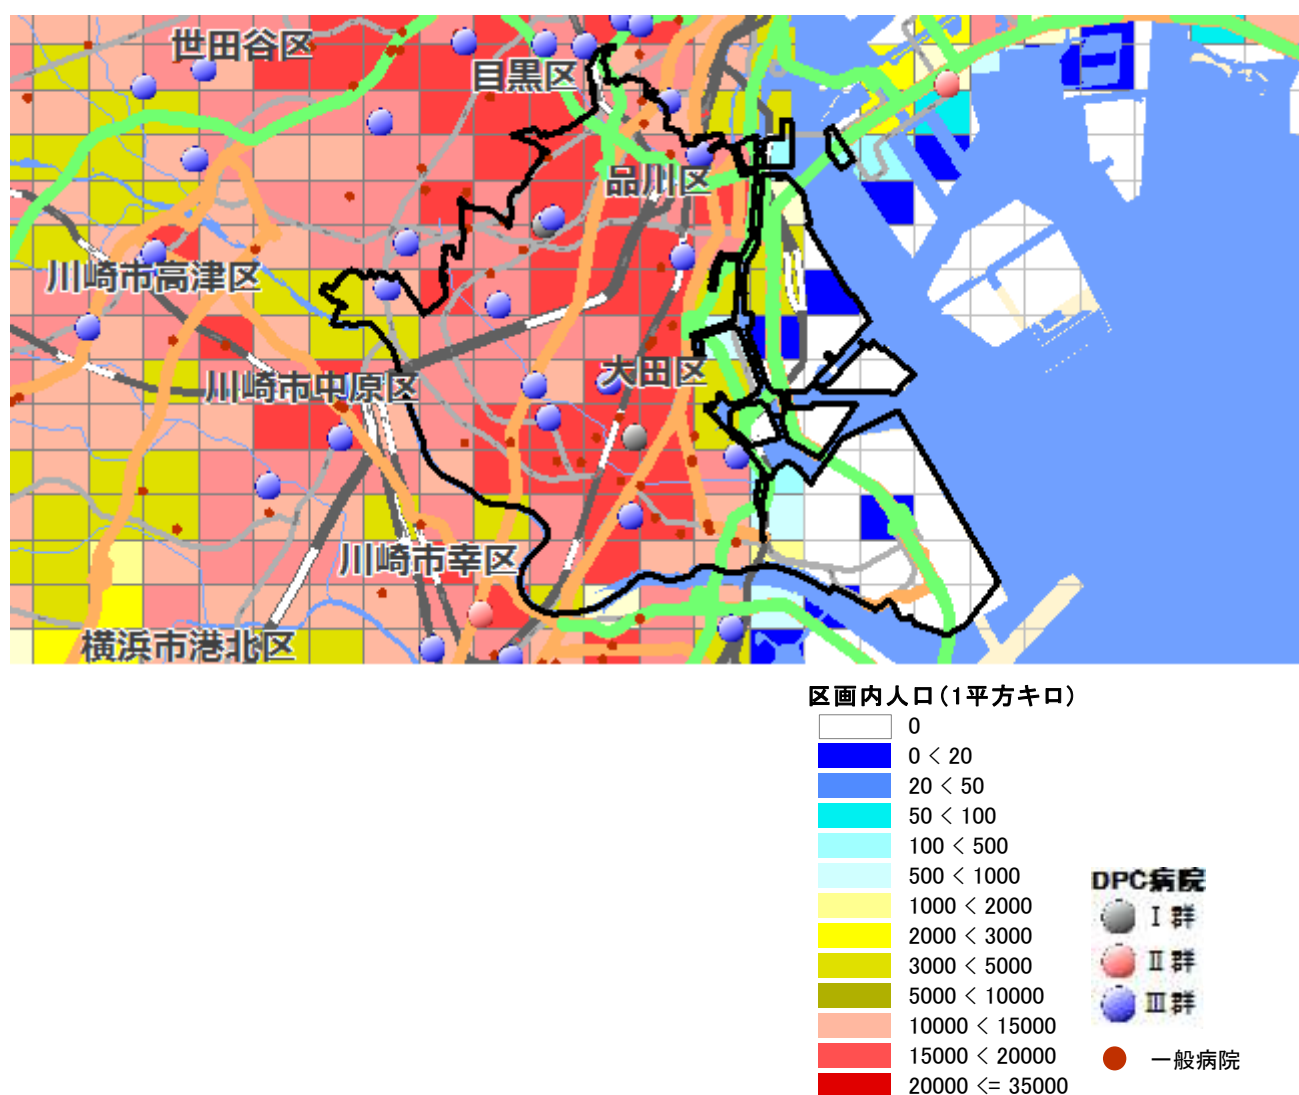 世田谷区
目黒区
品川区
川崎市高津区
大田区
川崎市中原区
川崎市幸区
横浜市港北区
区画内人口(1平方キロ)
0
0 < 20
20 < 50
50 < 100
100 < 500
500 < 1000
1000 < 2000
2000 < 3000
3000 < 5000
5000 < 10000
10000 < 15000
15000 < 20000
20000 <= 35000
DPC病院
Ⅰ群
Ⅱ群
Ⅲ群
一般病院